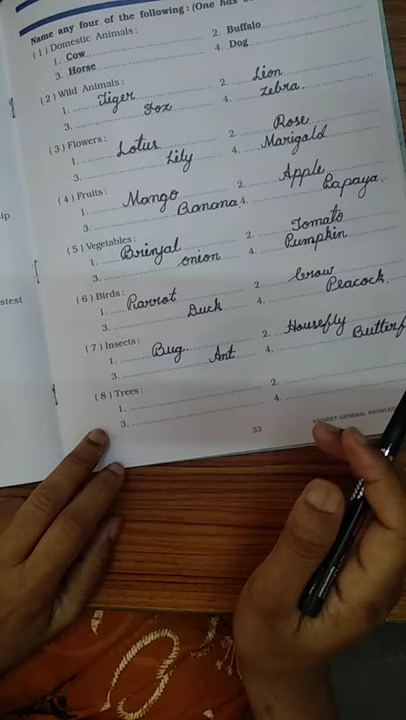 Name any four of the following : (One has
( 1 ) Domestic Animals :
1. Cow 2. Buffalo
3. Horse 4. Dog
( 2 ) Wild Animals :
1. Tiger 2. Lion
3. Fox 4. Zebra.
( 3 ) Flowers :
1. Lotus 2. Rose
3. Lily 4. Marigold
( 4 ) Fruits :
1. Mango 2. Apple
3. Banana 4. Papaya.
( 5 ) Vegetables :
1. Brinjal 2. Tomato
3. onion 4. Pumpkin
( 6 ) Birds :
1. Parrot 2. Crow
3. Duck 4. Peacock.
( 7 ) Insects :
1. Bug. 2. Housefly
3. Ant 4. Butterf
( 8 ) Trees :
1. 2.
3. 4.
33 GENERAL KNOWLE
stest